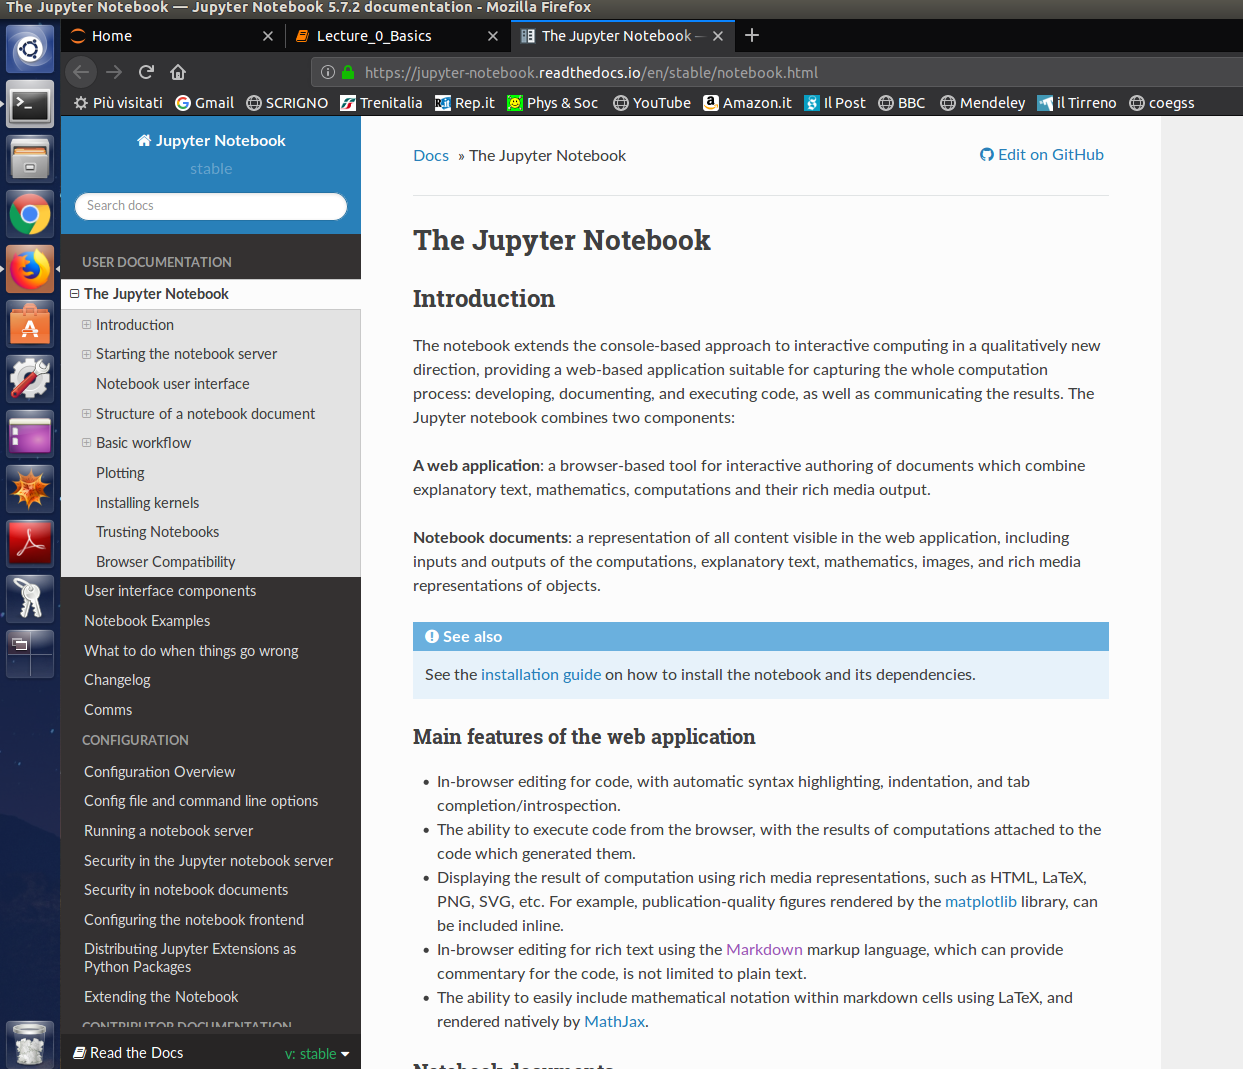 The Jupyter Notebook — Jupyter Notebook 5.7.2 documentation - Mozilla Firefox
Home
Lecture_0_Basics
The Jupyter Notebook —
https://jupyter-notebook.readthedocs.io/en/stable/notebook.html
Più visitati Gmail SCRIGNO Trenitalia Rep.it Phys & Soc YouTube Amazon.it Il Post BBC Mendeley il Tirreno coegss
Jupyter Notebook
stable
Search docs
USER DOCUMENTATION
The Jupyter Notebook
Introduction
Starting the notebook server
Notebook user interface
Structure of a notebook document
Basic workflow
Plotting
Installing kernels
Trusting Notebooks
Browser Compatibility
User interface components
Notebook Examples
What to do when things go wrong
Changelog
Comms
CONFIGURATION
Configuration Overview
Config file and command line options
Running a notebook server
Security in the Jupyter notebook server
Security in notebook documents
Configuring the notebook frontend
Distributing Jupyter Extensions as
Python Packages
Extending the Notebook
CONTRIBUTOR DOCUMENTATION
Read the Docs
v: stable
Docs » The Jupyter Notebook
Edit on GitHub
The Jupyter Notebook
Introduction
The notebook extends the console-based approach to interactive computing in a qualitatively new
direction, providing a web-based application suitable for capturing the whole computation
process: developing, documenting, and executing code, as well as communicating the results. The
Jupyter notebook combines two components:
A web application: a browser-based tool for interactive authoring of documents which combine
explanatory text, mathematics, computations and their rich media output.
Notebook documents: a representation of all content visible in the web application, including
inputs and outputs of the computations, explanatory text, mathematics, images, and rich media
representations of objects.
See also
See the installation guide on how to install the notebook and its dependencies.
Main features of the web application
• In-browser editing for code, with automatic syntax highlighting, indentation, and tab
completion/introspection.
• The ability to execute code from the browser, with the results of computations attached to the
code which generated them.
• Displaying the result of computation using rich media representations, such as HTML, LaTeX,
PNG, SVG, etc. For example, publication-quality figures rendered by the matplotlib library, can
be included inline.
• In-browser editing for rich text using the Markdown markup language, which can provide
commentary for the code, is not limited to plain text.
• The ability to easily include mathematical notation within markdown cells using LaTeX, and
rendered natively by MathJax.
Notebook documents